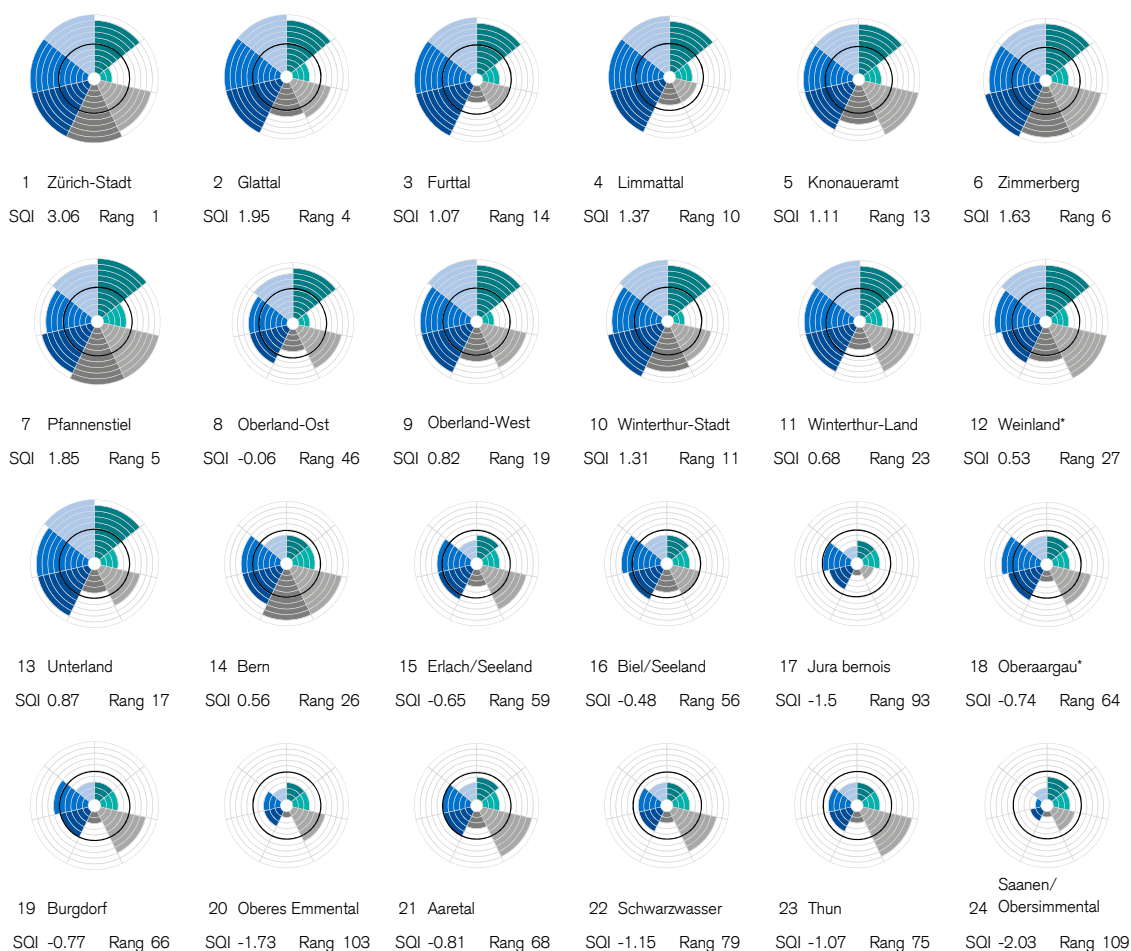 1 Zürich-Stadt
SQI 3.06 Rang 1
2 Glattal
SQI 1.95 Rang 4
3 Furttal
SQI 1.07 Rang 14
4 Limmattal
SQI 1.37 Rang 10
5 Knonaueramt
SQI 1.11 Rang 13
6 Zimmerberg
SQI 1.63 Rang 6
7 Pfannenstiel
SQI 1.85 Rang 5
8 Oberland-Ost
SQI -0.06 Rang 46
9 Oberland-West
SQI 0.82 Rang 19
10 Winterthur-Stadt
SQI 1.31 Rang 11
11 Winterthur-Land
SQI 0.68 Rang 23
12 Weinland*
SQI 0.53 Rang 27
13 Unterland
SQI 0.87 Rang 17
14 Bern
SQI 0.56 Rang 26
15 Erlach/Seeland
SQI -0.65 Rang 59
16 Biel/Seeland
SQI -0.48 Rang 56
17 Jura bernois
SQI -1.5 Rang 93
18 Oberaargau*
SQI -0.74 Rang 64
19 Burgdorf
SQI -0.77 Rang 66
20 Oberes Emmental
SQI -1.73 Rang 103
21 Aaretal
SQI -0.81 Rang 68
22 Schwarzwasser
SQI -1.15 Rang 79
23 Thun
SQI -1.07 Rang 75
Saanen/
24 Obersimmental
SQI -2.03 Rang 109